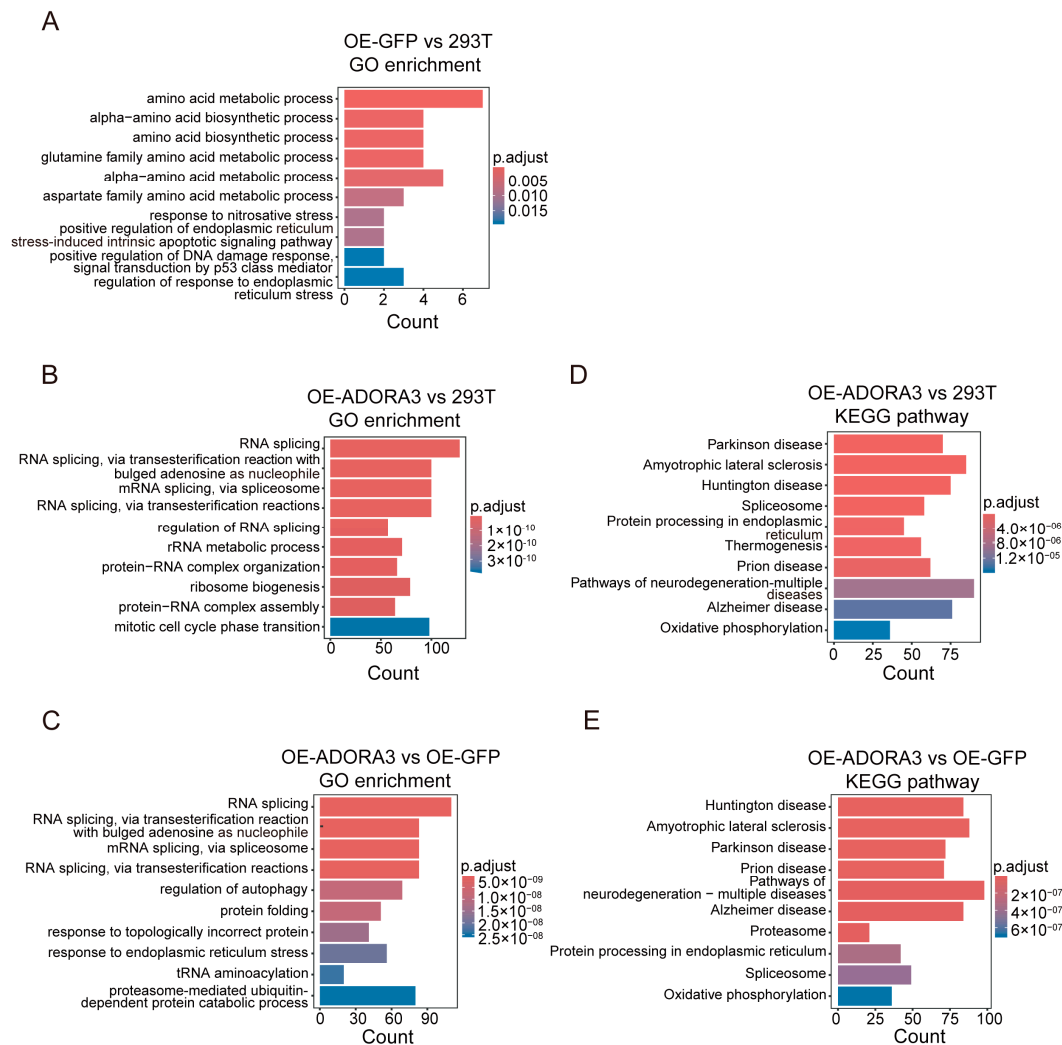 A
OE-GFP vs 293T
GO enrichment
amino acid metabolic process
alpha−amino acid biosynthetic process
amino acid biosynthetic process
glutamine family amino acid metabolic process
alpha−amino acid metabolic process
aspartate family amino acid metabolic process
response to nitrosative stress
positive regulation of endoplasmic reticulum
stress-induced intrinsic apoptotic signaling pathway
positive regulation of DNA damage response,
signal transduction by p53 class mediator
regulation of response to endoplasmic
reticulum stress
0 2 4 6
Count
p.adjust
0.005
0.010
0.015
B
OE-ADORA3 vs 293T
GO enrichment
RNA splicing
RNA splicing, via transesterification reaction with
bulged adenosine as nucleophile
mRNA splicing, via spliceosome
RNA splicing, via transesterification reactions
regulation of RNA splicing
rRNA metabolic process
protein−RNA complex organization
ribosome biogenesis
protein−RNA complex assembly
mitotic cell cycle phase transition
0 50 100
Count
p.adjust
1×10⁻¹⁰
2×10⁻¹⁰
3×10⁻¹⁰
D
OE-ADORA3 vs 293T
KEGG pathway
Parkinson disease
Amyotrophic lateral sclerosis
Huntington disease
Spliceosome
Protein processing in endoplasmic
reticulum
Thermogenesis
Prion disease
Pathways of neurodegeneration-multiple
diseases
Alzheimer disease
Oxidative phosphorylation
0 25 50 75
Count
p.adjust
4.0×10⁻⁰⁶
8.0×10⁻⁰⁶
1.2×10⁻⁰⁵
C
OE-ADORA3 vs OE-GFP
GO enrichment
RNA splicing
RNA splicing, via transesterification reaction
with bulged adenosine as nucleophile
mRNA splicing, via spliceosome
RNA splicing, via transesterification reactions
regulation of autophagy
protein folding
response to topologically incorrect protein
response to endoplasmic reticulum stress
tRNA aminoacylation
proteasome-mediated ubiquitin-
dependent protein catabolic process
0 30 60 90
Count
p.adjust
5.0×10⁻⁰⁹
1.0×10⁻⁰⁸
1.5×10⁻⁰⁸
2.0×10⁻⁰⁸
2.5×10⁻⁰⁸
E
OE-ADORA3 vs OE-GFP
KEGG pathway
Huntington disease
Amyotrophic lateral sclerosis
Parkinson disease
Prion disease
Pathways of
neurodegeneration − multiple diseases
Alzheimer disease
Proteasome
Protein processing in endoplasmic reticulum
Spliceosome
Oxidative phosphorylation
0 25 50 75 100
Count
p.adjust
2×10⁻⁰⁷
4×10⁻⁰⁷
6×10⁻⁰⁷